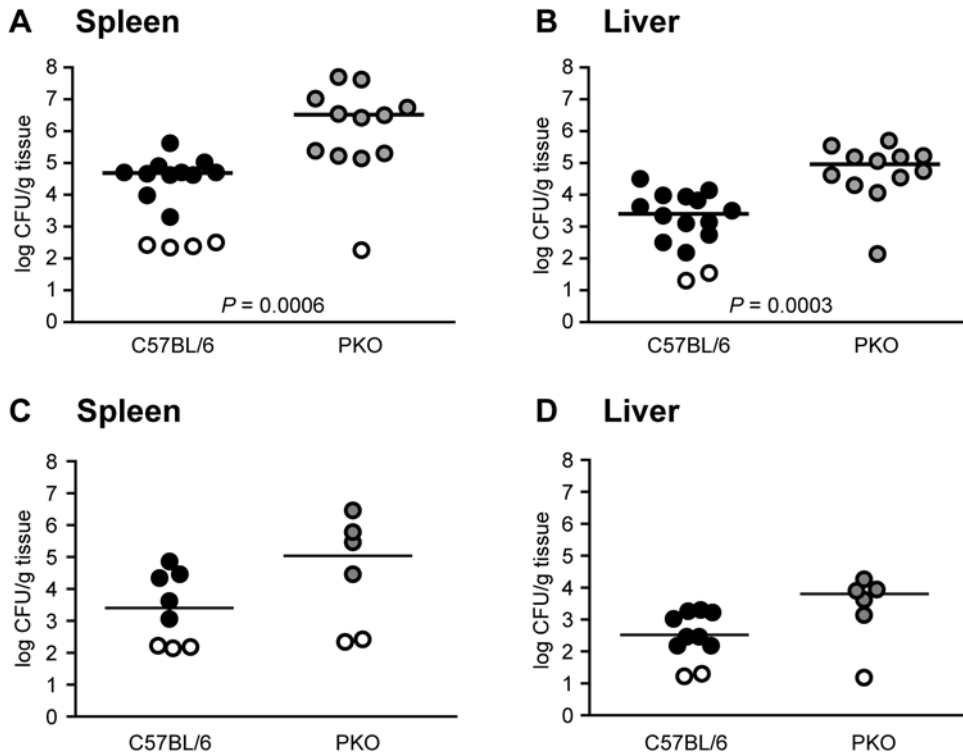 A Spleen
log CFU/g tissue
8
7
6
5
4
3
2
1
0
P = 0.0006
C57BL/6 PKO
B Liver
log CFU/g tissue
8
7
6
5
4
3
2
1
0
P = 0.0003
C57BL/6 PKO
C Spleen
log CFU/g tissue
8
7
6
5
4
3
2
1
0
C57BL/6 PKO
D Liver
log CFU/g tissue
8
7
6
5
4
3
2
1
0
C57BL/6 PKO